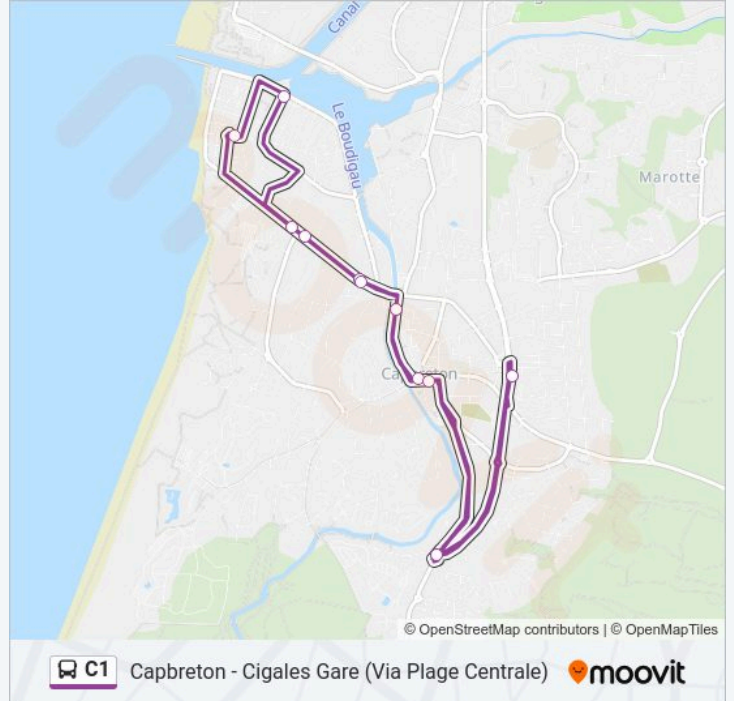 Canal
Le Boudigau
Marotte
Capbreton
© OpenStreetMap contributors | © OpenMapTiles
C1 Capbreton - Cigales Gare (Via Plage Centrale) moovit